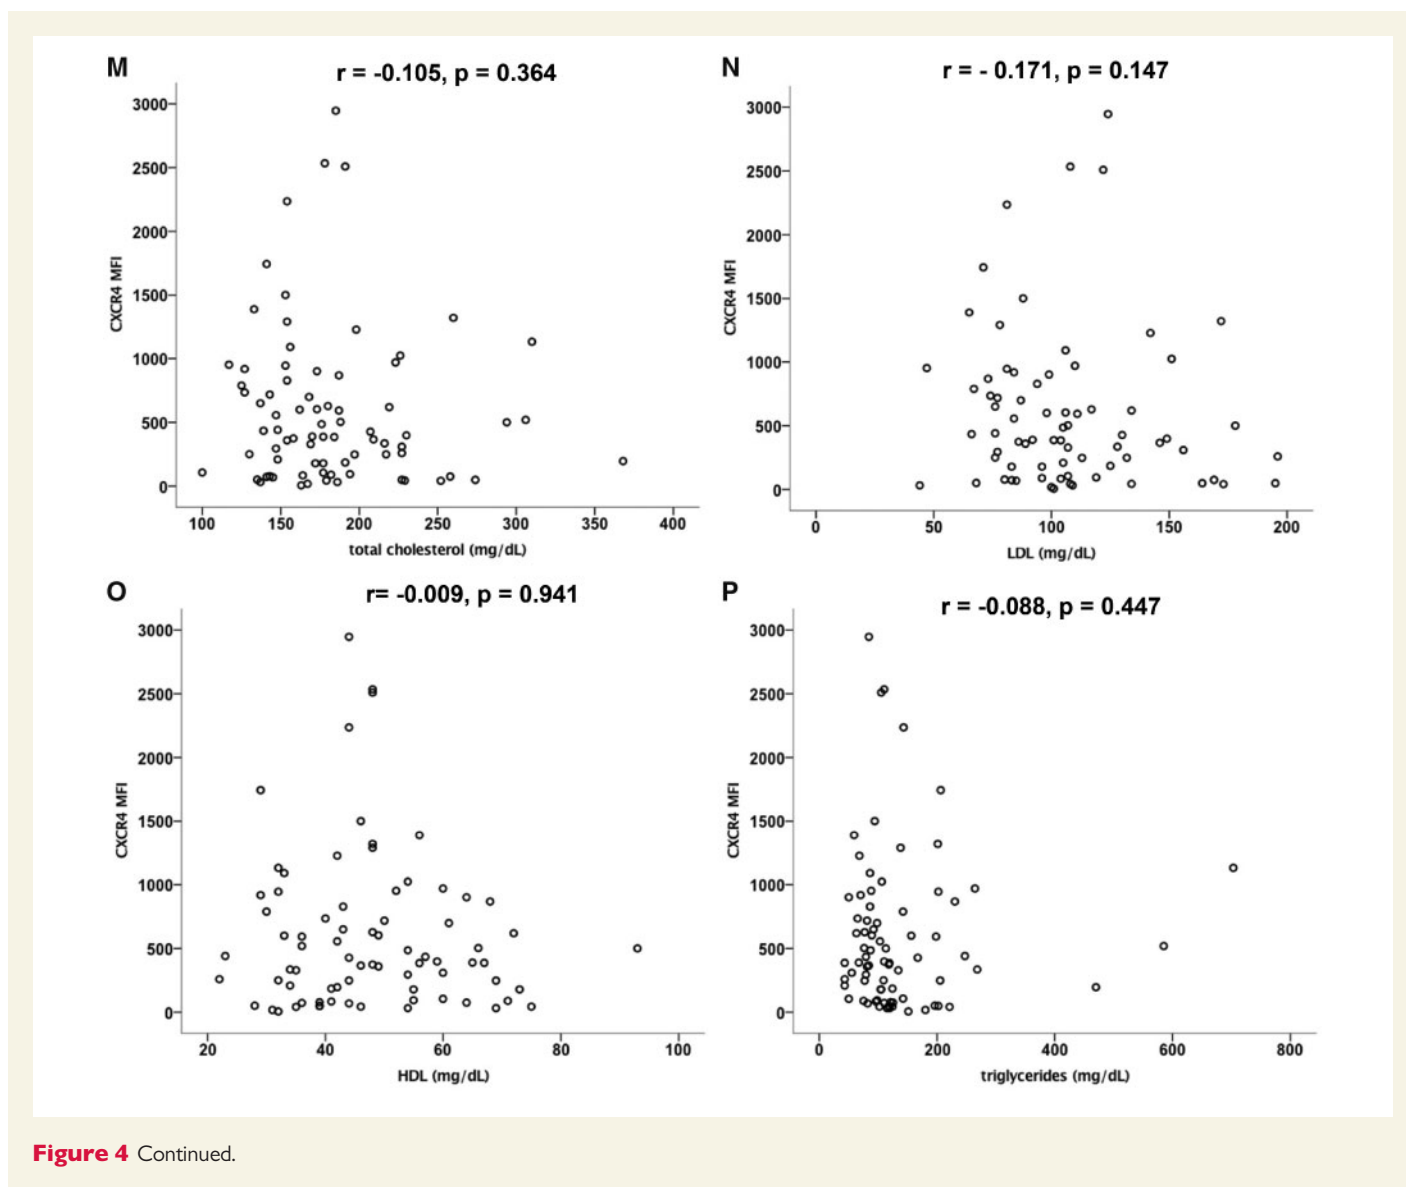 M
r = -0.105, p = 0.364
3000
2500
2000
1500
1000
500
0
CXCR4 MFI
100 150 200 250 300 350 400
total cholesterol (mg/dL)
N
r = - 0.171, p = 0.147
3000
2500
2000
1500
1000
500
0
CXCR4 MFI
0 50 100 150 200
LDL (mg/dL)
O
r= -0.009, p = 0.941
3000
2500
2000
1500
1000
500
0
CXCR4 MFI
20 40 60 80 100
HDL (mg/dL)
P
r = -0.088, p = 0.447
3000
2500
2000
1500
1000
500
0
CXCR4 MFI
0 200 400 600 800
triglycerides (mg/dL)
Figure 4 Continued.